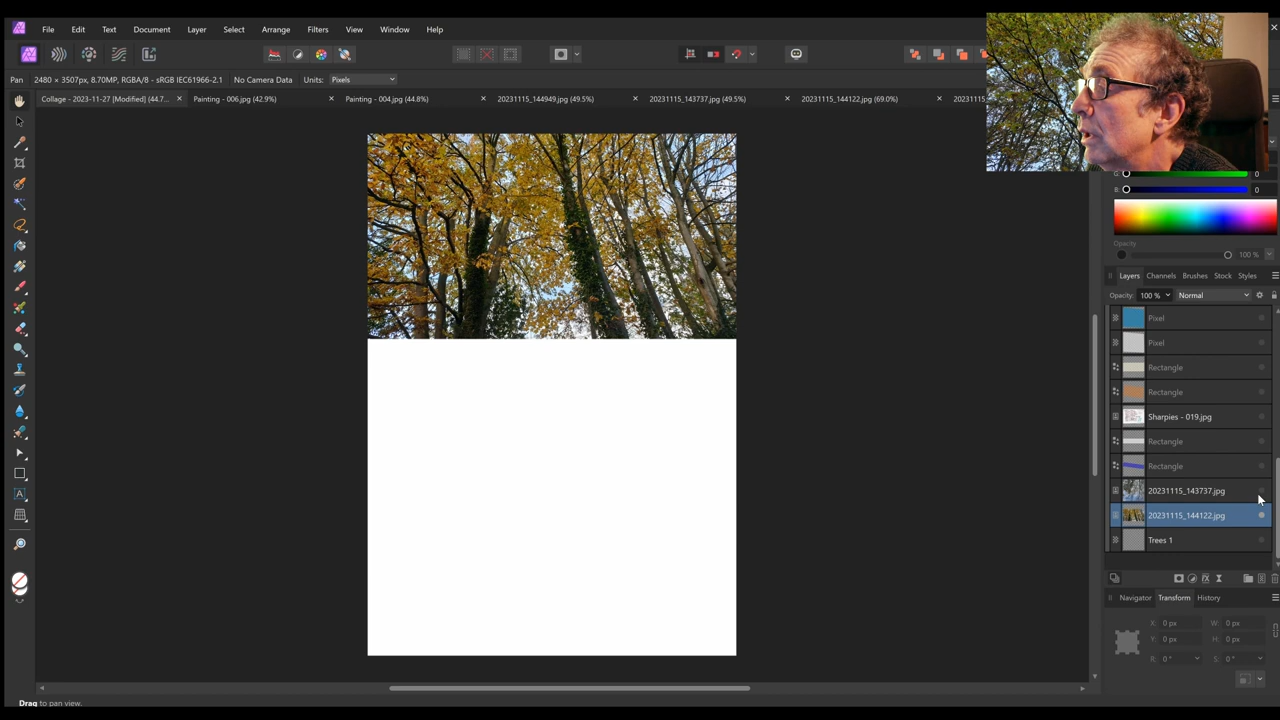 File Edit Text Document Layer Select Arrange Filters View Window Help
Pan 2480 × 3507px, 8.70MP, RGBA/8 - sRGB IEC61966-2.1 No Camera Data Units: Pixels
Collage - 2023-11-27 [Modified] (44.7... Painting - 006.jpg (42.9%) Painting - 004.jpg (44.8%) 20231115_144949.jpg (49.5%) 20231115_143737.jpg (49.5%) 20231115_144122.jpg (69.0%) 2023111
G: 0
B: 0
Opacity
100 %
Layers Channels Brushes Stock Styles
Opacity: 100 % Normal
Pixel
Pixel
Rectangle
Rectangle
Sharpies - 019.jpg
Rectangle
Rectangle
20231115_143737.jpg
20231115_144122.jpg
Trees 1
Navigator Transform History
X: 0 px W: 0 px
Y: 0 px H: 0 px
R: 0 ° S: 0 °
Drag to pan view.